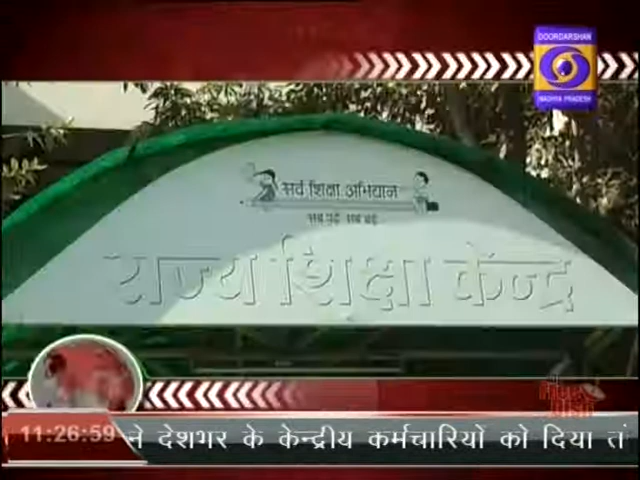 DOORDARSHAN
MADHYA PRADESH
सर्व शिक्षा अभियान
सब पढ़ें सब बढ़ें
राज्य शिक्षा केन्द्र
11:26:59
ने देशभर के केन्द्रीय कर्मचारियों को दिया त